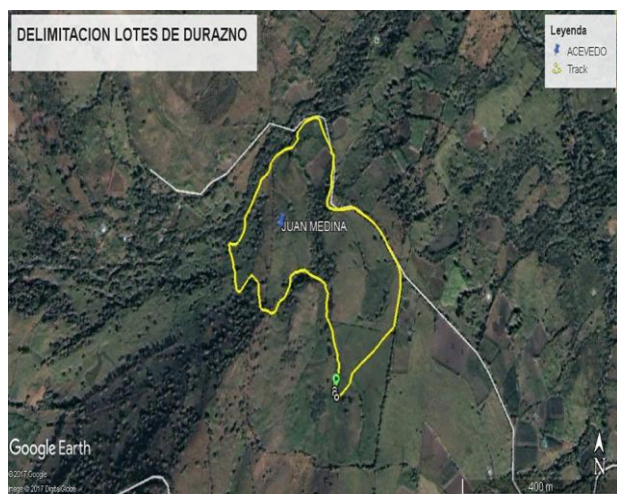 DELIMITACION LOTES DE DURAZNO
Leyenda
ACEVEDO
Track
JUAN MEDINA
Google Earth
© 2017 Google
Image © 2017 DigitalGlobe
400 m
N